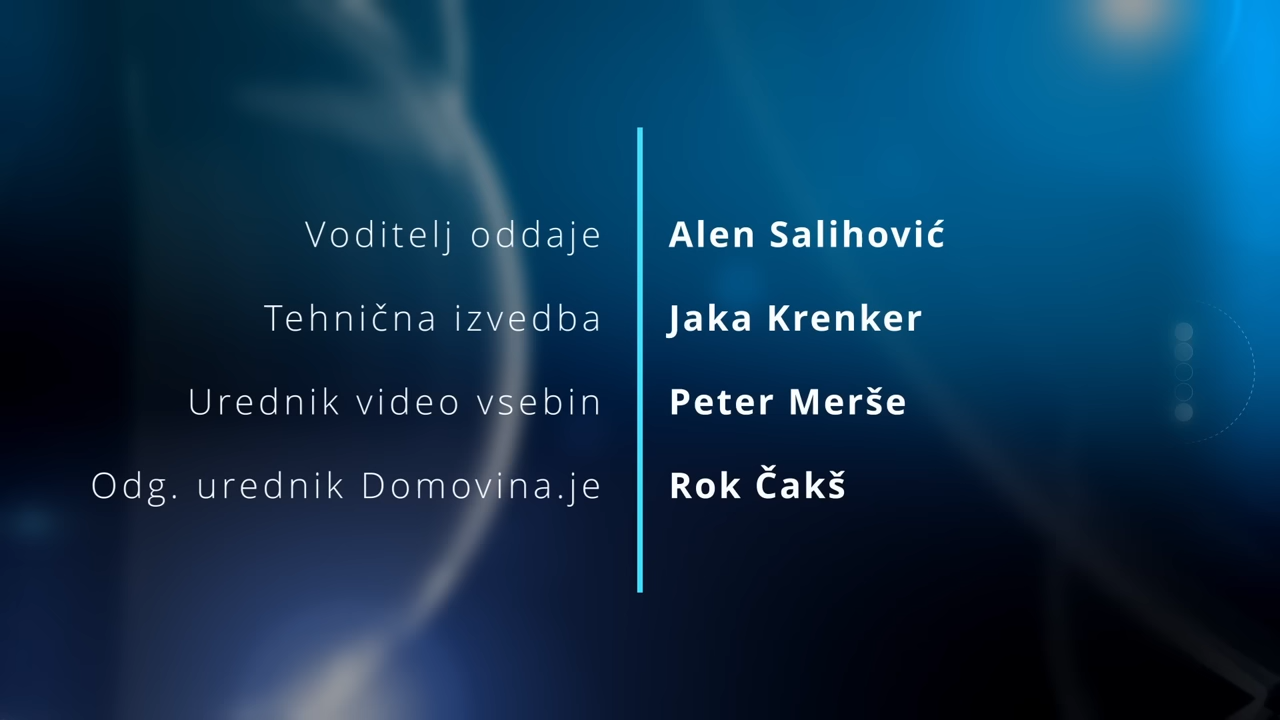 Voditelj oddaje Alen Salihović
Tehnična izvedba Jaka Krenker
Urednik video vsebin Peter Merše
Odg. urednik Domovina.je Rok Čakš